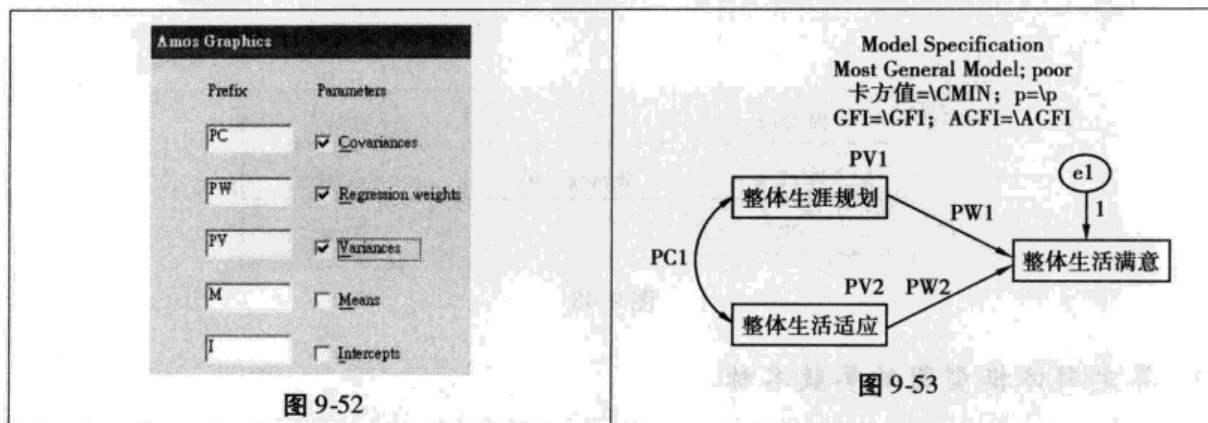 Amos Graphics
Prefix Parameters
PC Covariances
PW Regression weights
PV Variances
M Means
I Intercepts
图 9-52
Model Specification
Most General Model; poor
卡方值=\CMIN; p=\p
GFI=\GFI; AGFI=\AGFI
PV1
e1
整体生涯规划
PW1
1
PC1
整体生活满意
PV2 PW2
整体生活适应
图 9-53